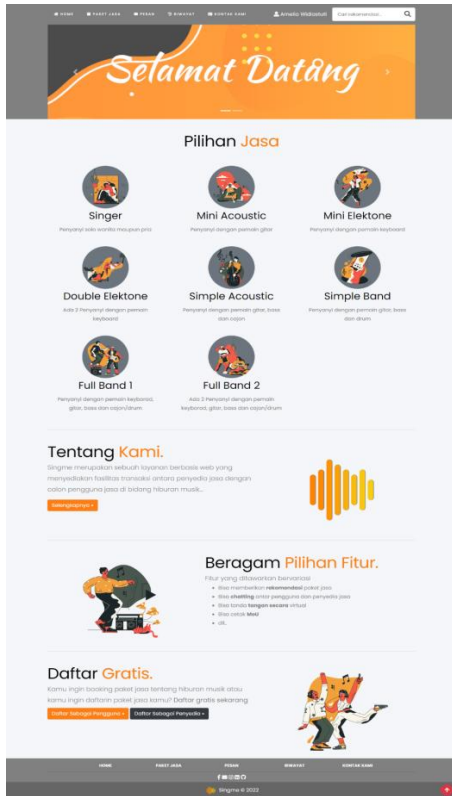 HOME PAKET JASA PESAN RIWAYAT KONTAK KAMI Amelia Widiastuti Cari rekomendasi...
Selamat Datang
Pilihan Jasa
Singer
Penyanyi solo wanita maupun pria
Mini Acoustic
Penyanyi dengan pemain gitar
Mini Elektone
Penyanyi dengan pemain keyboard
Double Elektone
Ada 2 Penyanyi dengan pemain
keyboard
Simple Acoustic
Penyanyi dengan pemain gitar, bass
dan cajon
Simple Band
Penyanyi dengan pemain gitar, bass
dan drum
Full Band 1
Penyanyi dengan pemain keyborad,
gitar, bass dan cajon/drum
Full Band 2
Ada 2 Penyanyi dengan pemain
keyborad, gitar, bass dan cajon/drum
Tentang Kami.
Singme merupakan sebuah layanan berbasis web yang
menyediakan fasilitas transaksi antara penyedia jasa dengan
calon pengguna jasa di bidang hiburan musik...
Selengkapnya »
Beragam Pilihan Fitur.
Fitur yang ditawarkan bervariasi
Bisa memberikan rekomendasi paket jasa
Bisa chatting antar pengguna dan penyedia jasa
Bisa tanda tangan secara virtual
Bisa cetak MoU
dll.
Daftar Gratis.
Kamu ingin booking paket jasa tentang hiburan musik atau
kamu ingin daftarin paket jasa kamu? Daftar gratis sekarang
Daftar Sebagai Pengguna » Daftar Sebagai Penyedia »
HOME PAKET JASA PESAN RIWAYAT KONTAK KAMI
Singme © 2022